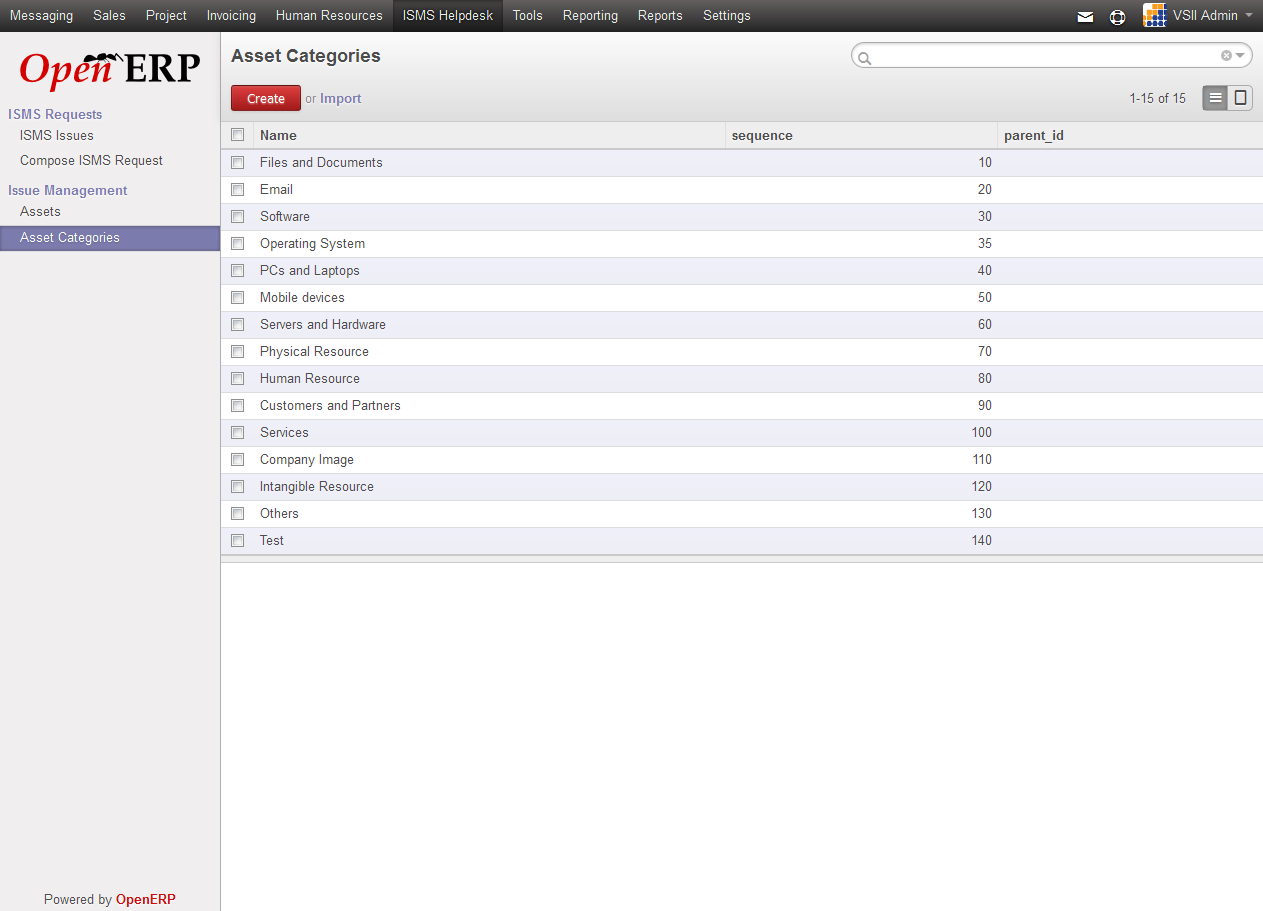 Messaging Sales Project Invoicing Human Resources ISMS Helpdesk Tools Reporting Reports Settings VSII Admin
Open ERP
ISMS Requests
ISMS Issues
Compose ISMS Request
Issue Management
Assets
Asset Categories
Powered by OpenERP
Asset Categories
Create or Import 1-15 of 15
Name sequence parent_id
Files and Documents 10
Email 20
Software 30
Operating System 35
PCs and Laptops 40
Mobile devices 50
Servers and Hardware 60
Physical Resource 70
Human Resource 80
Customers and Partners 90
Services 100
Company Image 110
Intangible Resource 120
Others 130
Test 140